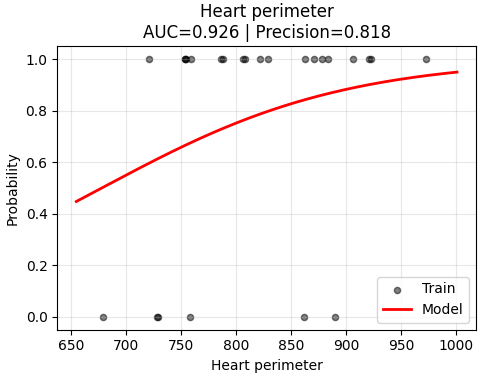 Heart perimeter
AUC=0.926 | Precision=0.818
1.0
0.8
0.6
0.4
0.2
0.0
Probability
650 700 750 800 850 900 950 1000
Heart perimeter
Train
Model